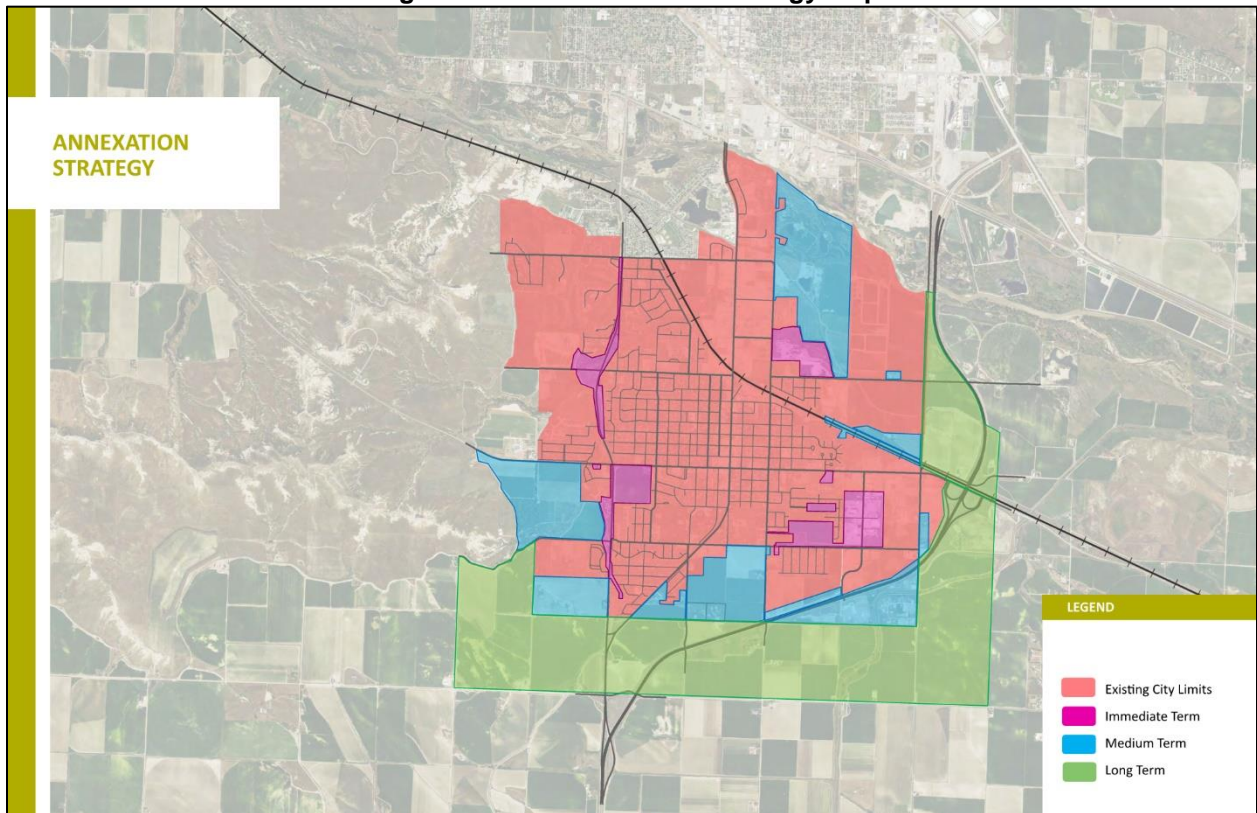 ANNEXATION
STRATEGY
LEGEND
Existing City Limits
Immediate Term
Medium Term
Long Term